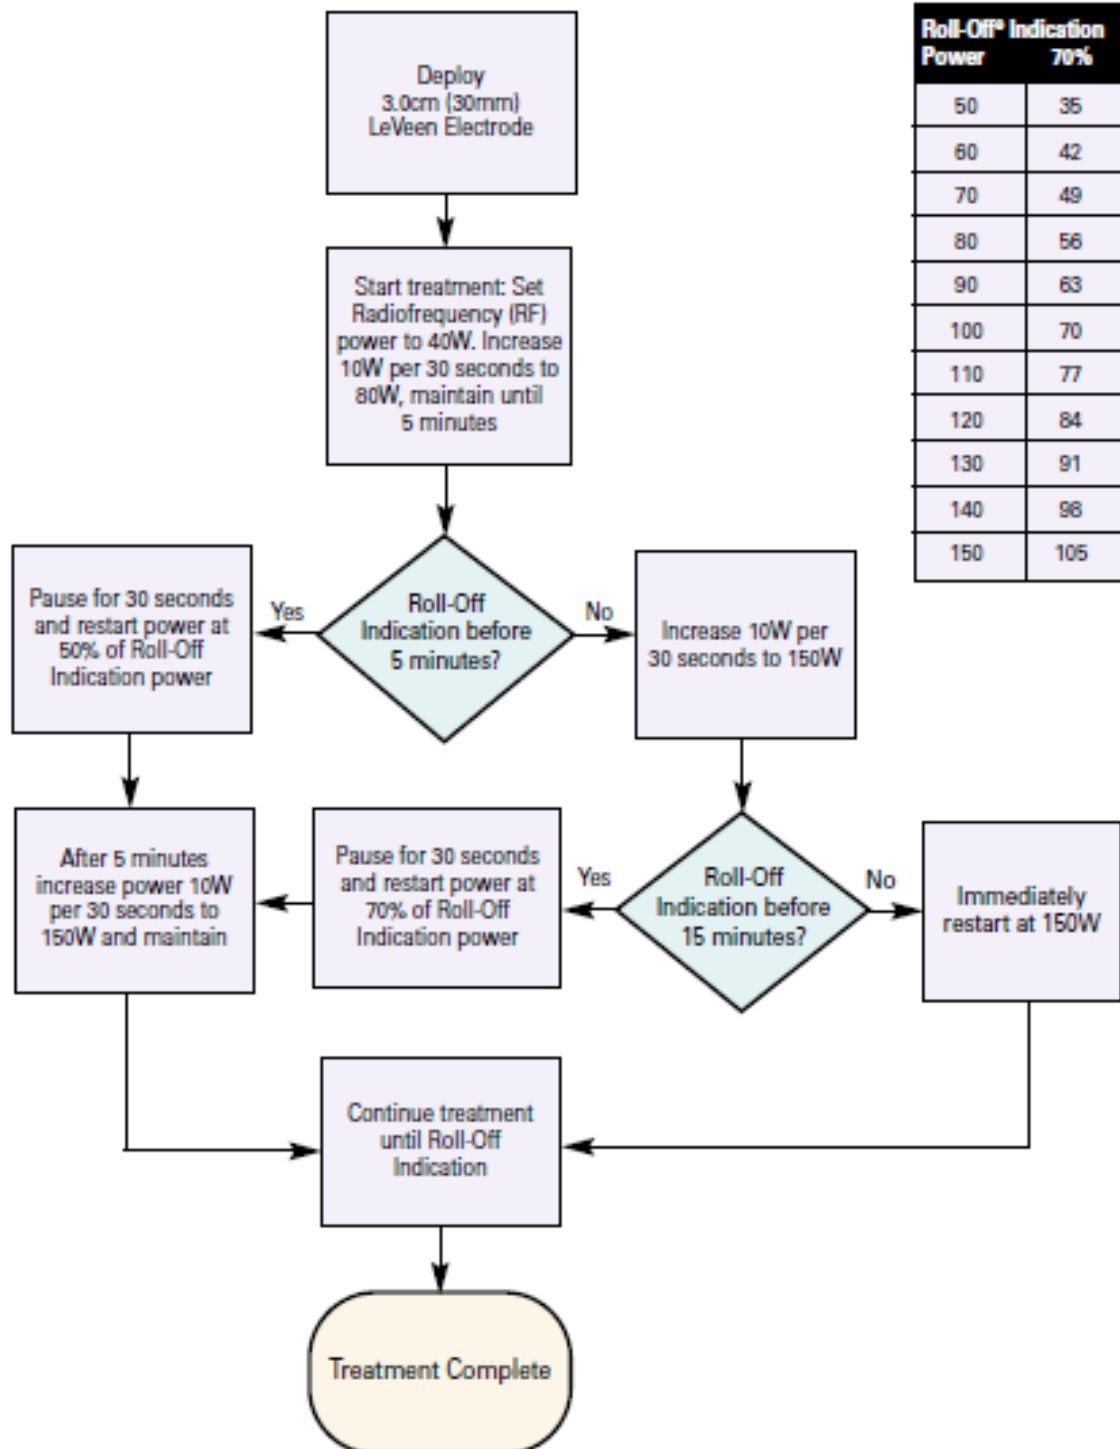 Deploy
3.0cm (30mm)
LeVeen Electrode
Start treatment: Set
Radiofrequency (RF)
power to 40W. Increase
10W per 30 seconds to
80W, maintain until
5 minutes
Roll-Off
Indication before
5 minutes?
Yes
No
Pause for 30 seconds
and restart power at
50% of Roll-Off
Indication power
Increase 10W per
30 seconds to 150W
After 5 minutes
increase power 10W
per 30 seconds to
150W and maintain
Pause for 30 seconds
and restart power at
70% of Roll-Off
Indication power
Yes
Roll-Off
Indication before
15 minutes?
No
Immediately
restart at 150W
Continue treatment
until Roll-Off
Indication
Treatment Complete
Roll-Off® Indication
Power 70%
50 35
60 42
70 49
80 56
90 63
100 70
110 77
120 84
130 91
140 98
150 105